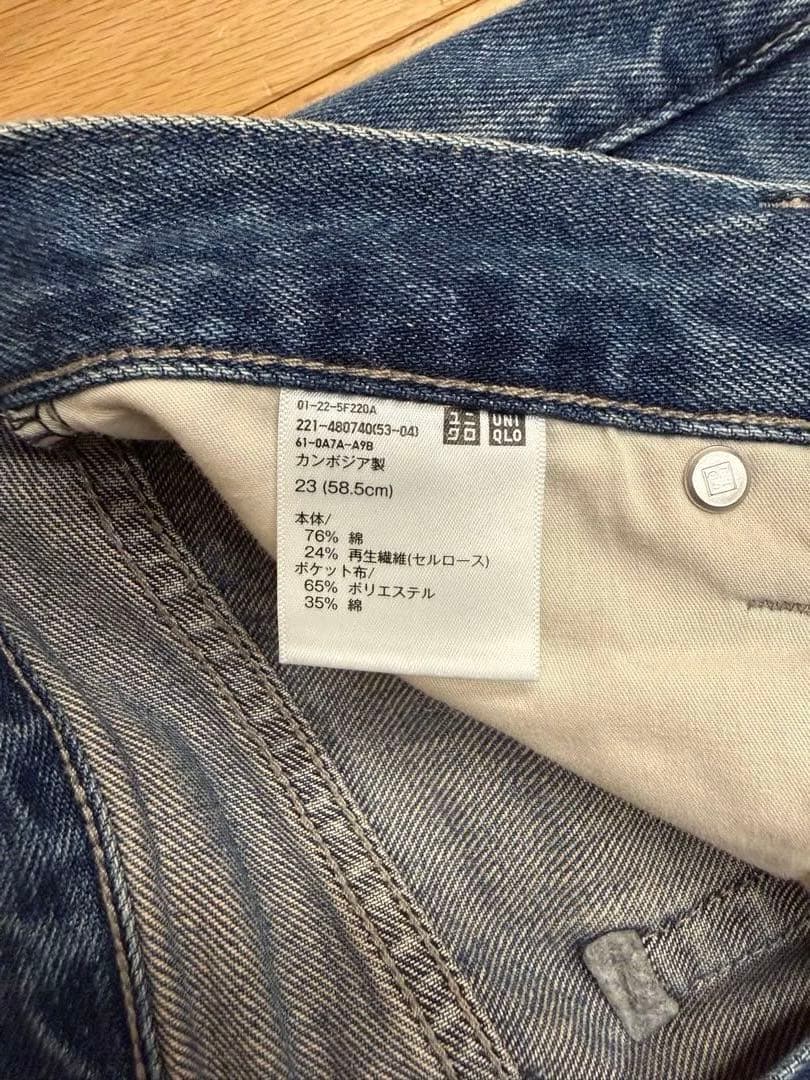 01-22-5F220A
221-480740(53-04)
61-0A7A-A9B
ユニクロ
UNIQLO
カンボジア製
23 (58.5cm)
本体/
76% 綿
24% 再生繊維(セルロース)
ポケット布/
65% ポリエステル
35% 綿